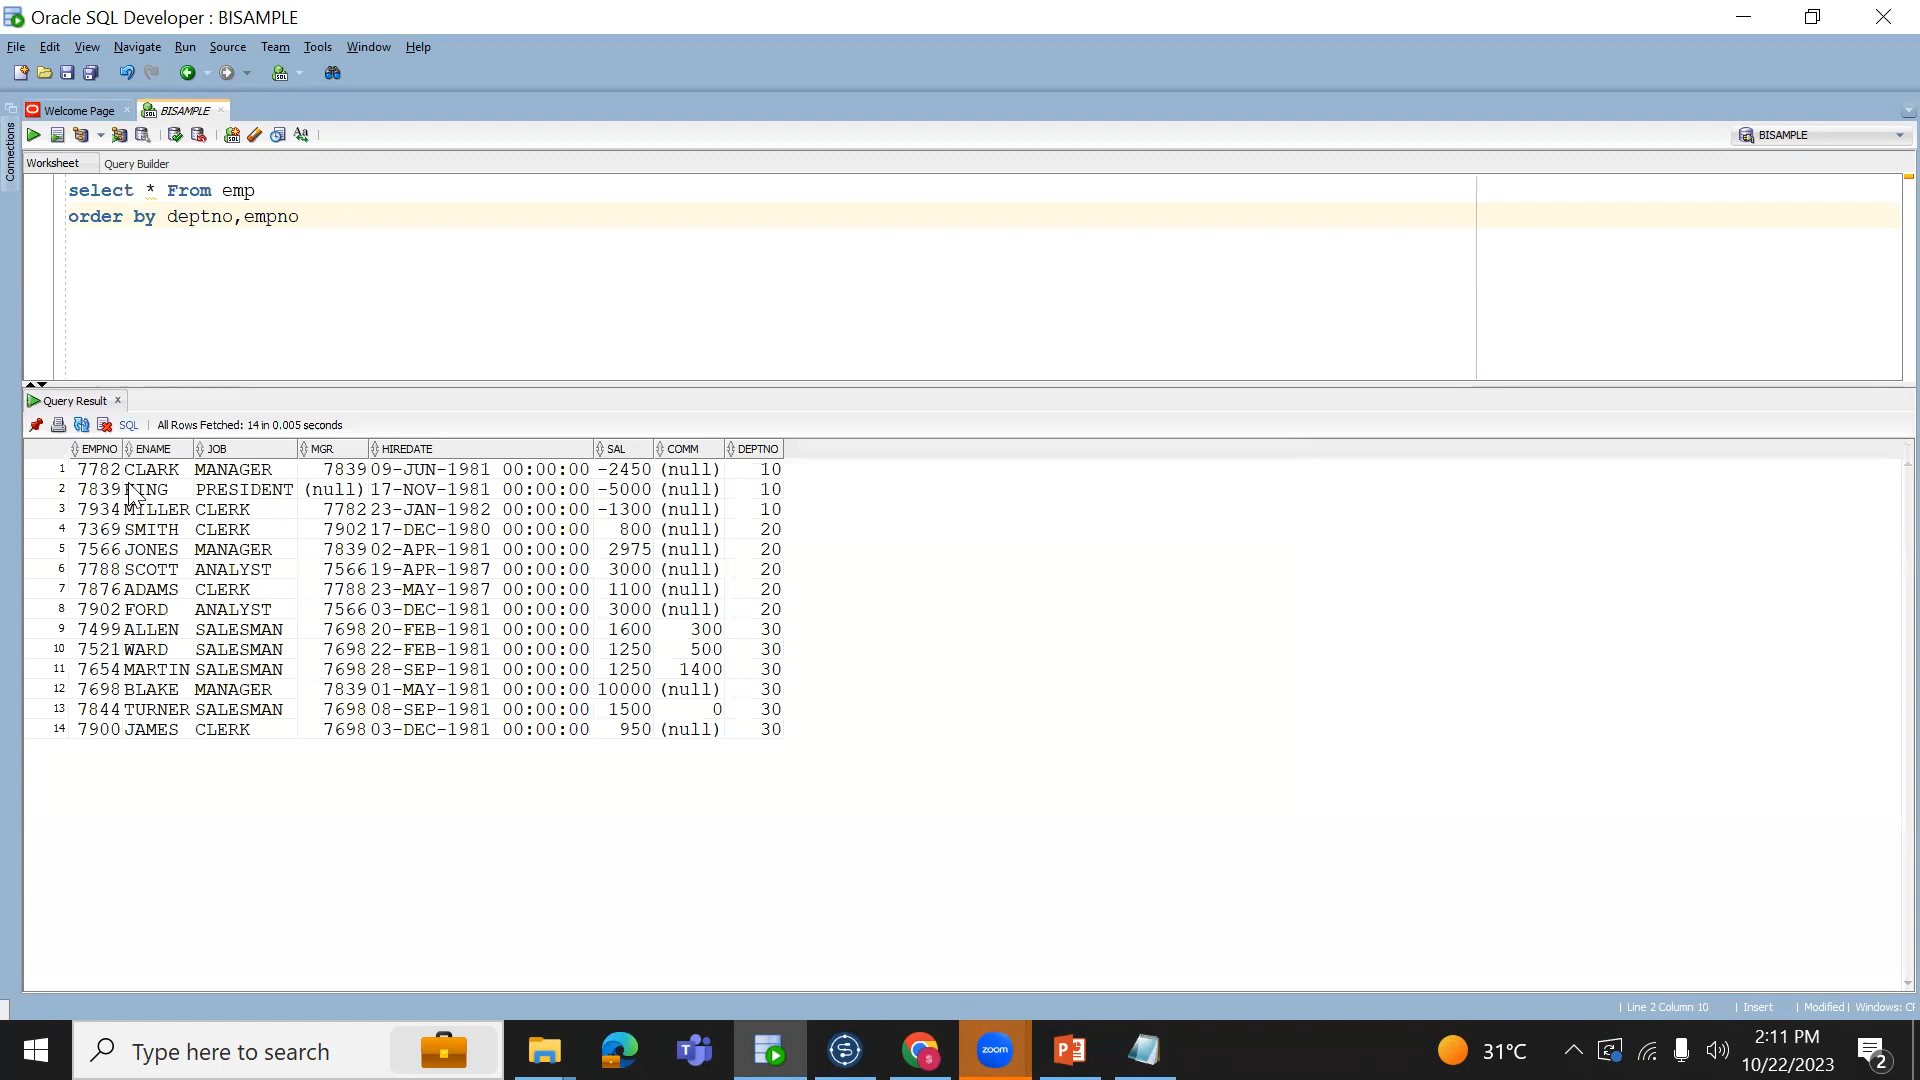 Oracle SQL Developer : BISAMPLE
File Edit View Navigate Run Source Team Tools Window Help
Welcome Page BISAMPLE
BISAMPLE
Connections
Worksheet Query Builder
select * From emp
order by deptno,empno
Query Result
SQL All Rows Fetched: 14 in 0.005 seconds
EMPNO ENAME JOB MGR HIREDATE SAL COMM DEPTNO
1 7782 CLARK MANAGER 7839 09-JUN-1981 00:00:00 -2450 (null) 10
2 7839 KING PRESIDENT (null) 17-NOV-1981 00:00:00 -5000 (null) 10
3 7934 MILLER CLERK 7782 23-JAN-1982 00:00:00 -1300 (null) 10
4 7369 SMITH CLERK 7902 17-DEC-1980 00:00:00 800 (null) 20
5 7566 JONES MANAGER 7839 02-APR-1981 00:00:00 2975 (null) 20
6 7788 SCOTT ANALYST 7566 19-APR-1987 00:00:00 3000 (null) 20
7 7876 ADAMS CLERK 7788 23-MAY-1987 00:00:00 1100 (null) 20
8 7902 FORD ANALYST 7566 03-DEC-1981 00:00:00 3000 (null) 20
9 7499 ALLEN SALESMAN 7698 20-FEB-1981 00:00:00 1600 300 30
10 7521 WARD SALESMAN 7698 22-FEB-1981 00:00:00 1250 500 30
11 7654 MARTIN SALESMAN 7698 28-SEP-1981 00:00:00 1250 1400 30
12 7698 BLAKE MANAGER 7839 01-MAY-1981 00:00:00 10000 (null) 30
13 7844 TURNER SALESMAN 7698 08-SEP-1981 00:00:00 1500 0 30
14 7900 JAMES CLERK 7698 03-DEC-1981 00:00:00 950 (null) 30
Line 2 Column 10 Insert Modified Windows: CF
Type here to search
zoom
31°C
2:11 PM
10/22/2023
2